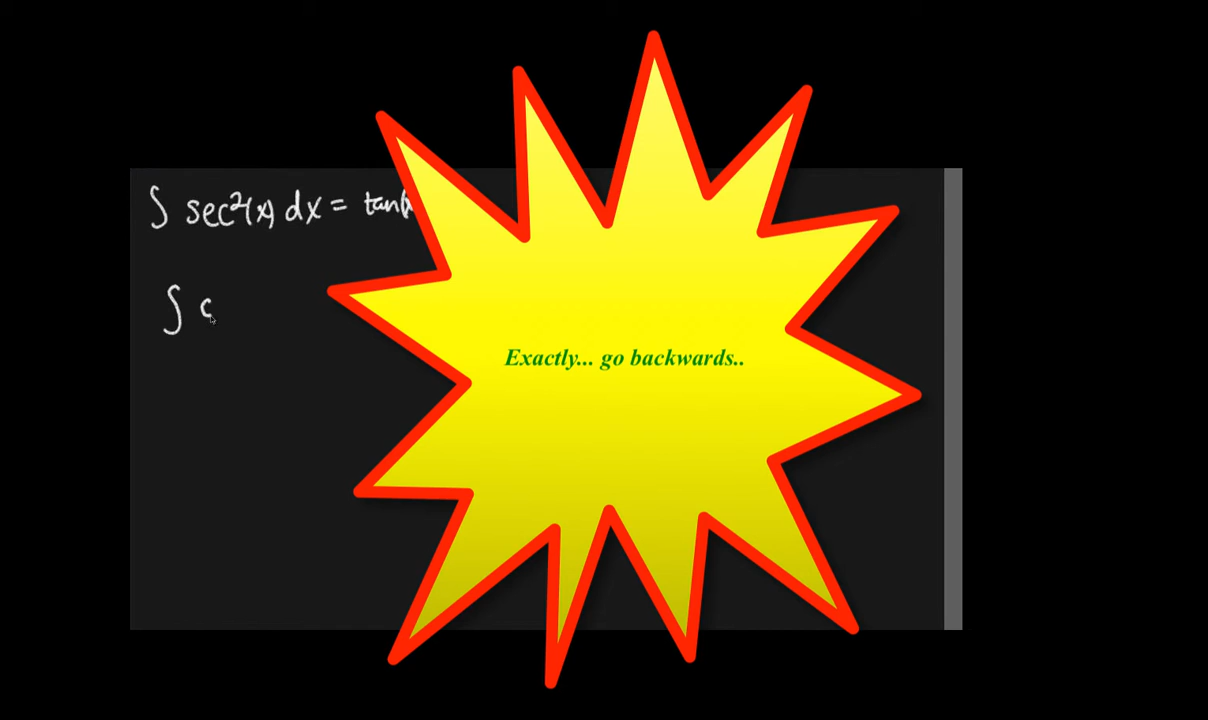 ∫ sec²(x) dx = tan(x
∫ c
Exactly... go backwards..